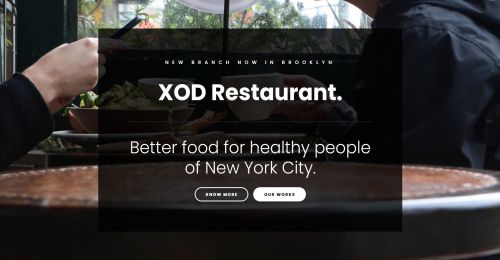 NEW BRANCH NOW IN BROOKLYN
XOD Restaurant.
Better food for healthy people
of New York City.
KNOW MORE
OUR WORKS